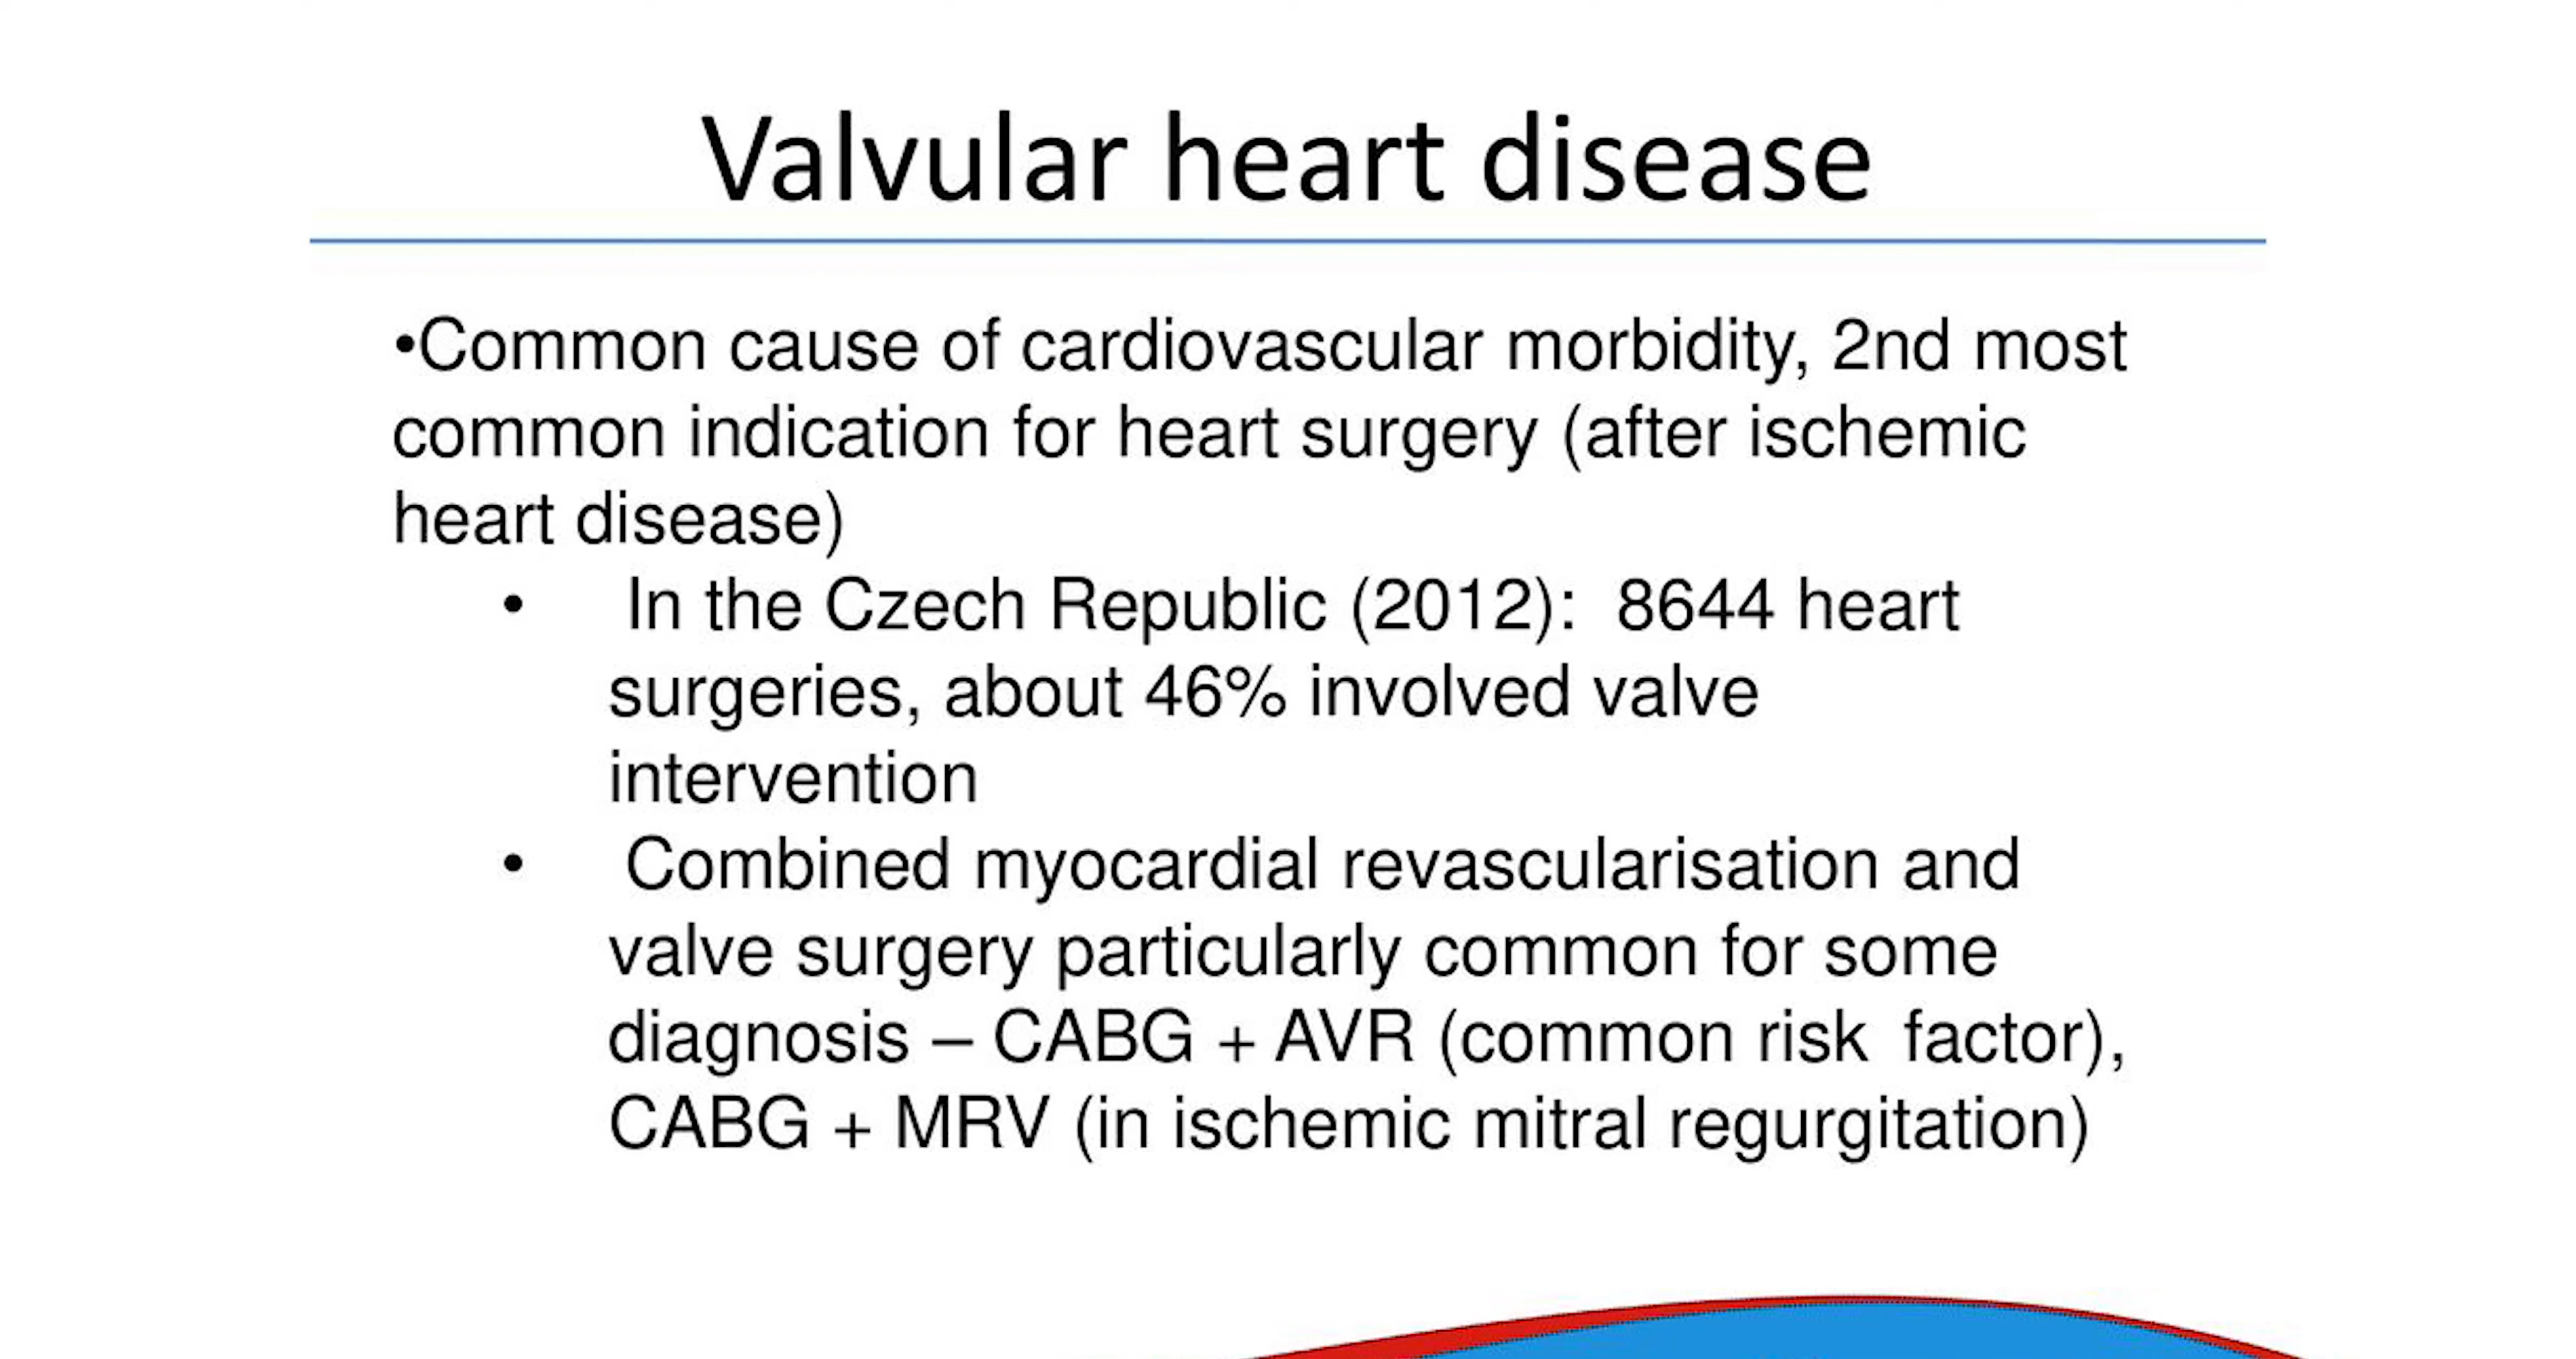 Valvular heart disease
•Common cause of cardiovascular morbidity, 2nd most
common indication for heart surgery (after ischemic
heart disease)
• In the Czech Republic (2012):  8644 heart
surgeries, about 46% involved valve
intervention
• Combined myocardial revascularisation and
valve surgery particularly common for some
diagnosis – CABG + AVR (common risk  factor),
CABG + MRV (in ischemic mitral regurgitation)